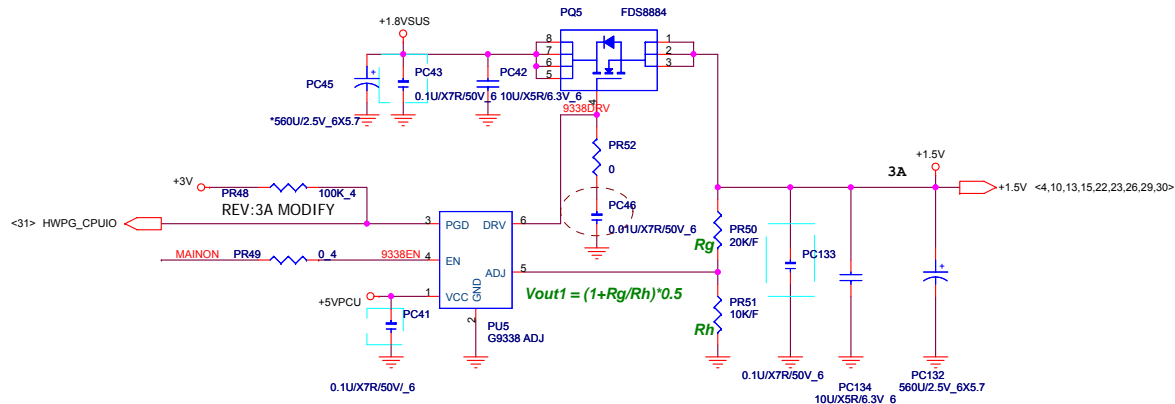 PQ5 FDS8884
+1.8VSUS
8 7 6 5
1 2 3
4
PC45
PC43
PC42
0.1U/X7R/50V_6 10U/X5R/6.3V_6
*560U/2.5V_6X5.7
9338DRV
PR52
0
+3V
PR48 100K_4
REV:3A MODIFY
<31> HWPG_CPUIO
MAINON PR49 0_4 9338EN
+5VPCU
PC41
0.1U/X7R/50V/_6
3 PGD DRV 6
4 EN
ADJ 5
1 VCC GND
2
PU5
G9338 ADJ
PC46
0.01U/X7R/50V_6
Vout1 = (1+Rg/Rh)*0.5
Rg
PR50
20K/F
Rh
PR51
10K/F
3A
+1.5V
+1.5V <4,10,13,15,22,23,26,29,30>
PC133
0.1U/X7R/50V_6
PC134
10U/X5R/6.3V_6
PC132
560U/2.5V_6X5.7